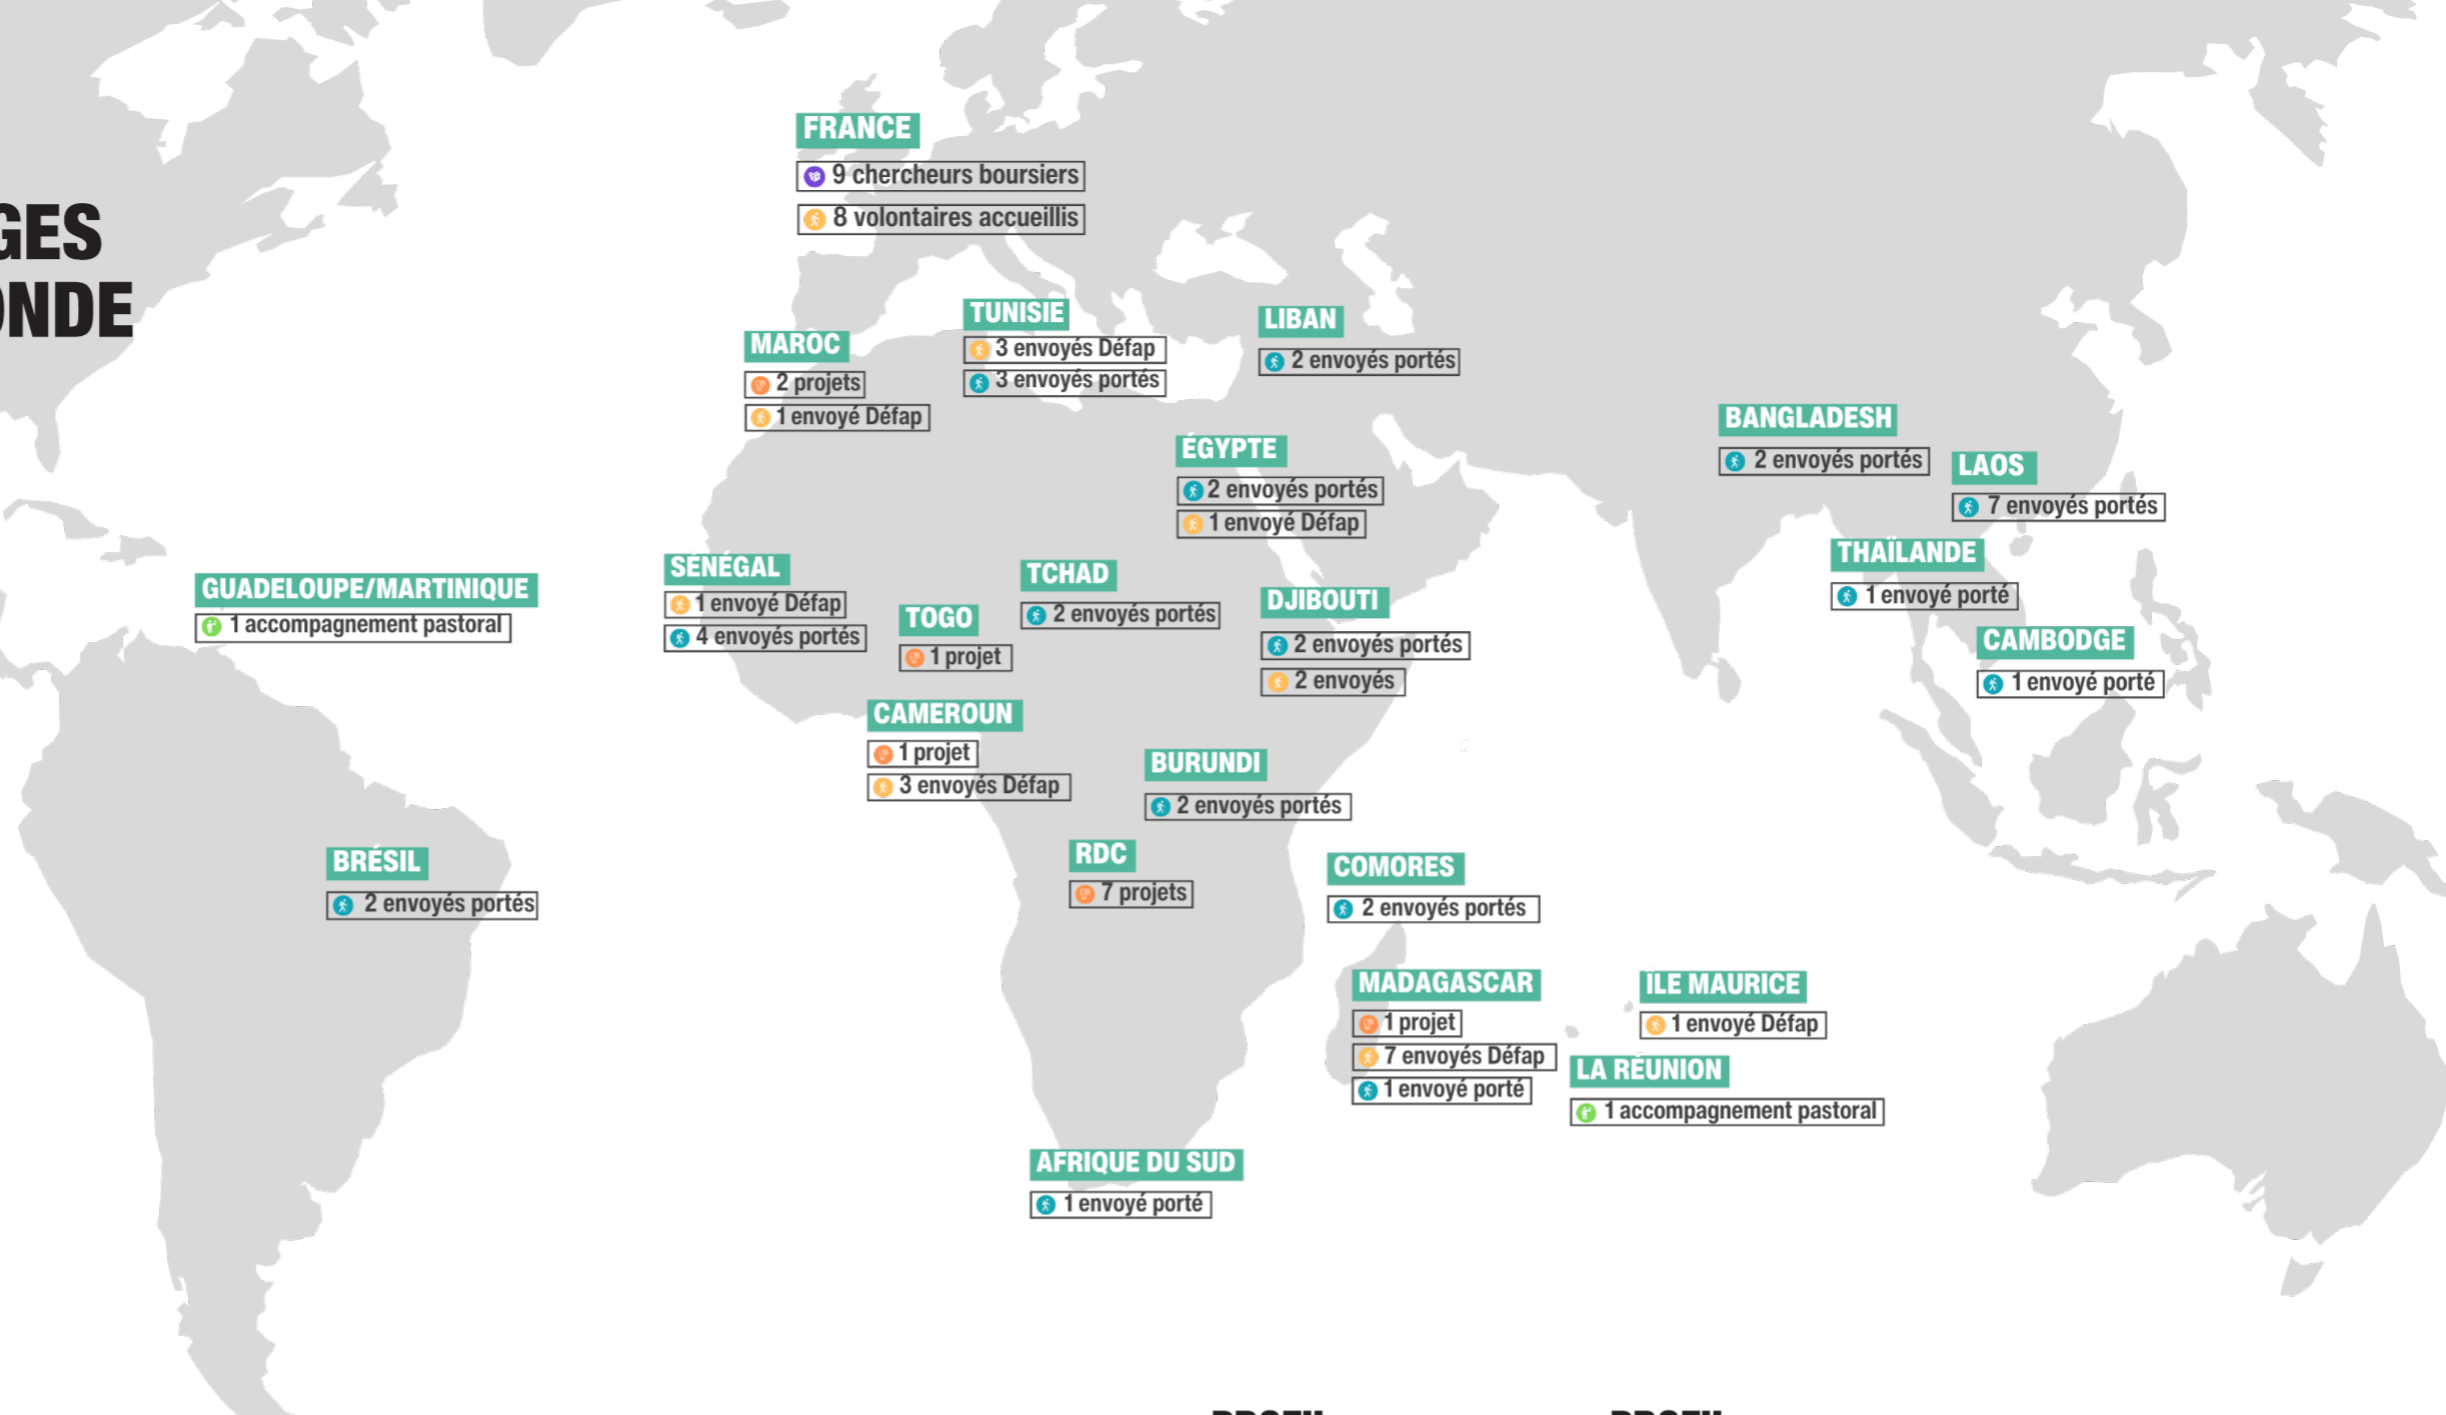 GES
ONDE
FRANCE
9 chercheurs boursiers
8 volontaires accueillis
TUNISIE
3 envoyés Défap
3 envoyés portés
LIBAN
2 envoyés portés
MAROC
2 projets
1 envoyé Défap
BANGLADESH
2 envoyés portés
LAOS
7 envoyés portés
ÉGYPTE
2 envoyés portés
1 envoyé Défap
THAÏLANDE
1 envoyé porté
GUADELOUPE/MARTINIQUE
1 accompagnement pastoral
SÉNÉGAL
1 envoyé Défap
4 envoyés portés
TOGO
1 projet
TCHAD
2 envoyés portés
DJIBOUTI
2 envoyés portés
2 envoyés
CAMBODGE
1 envoyé porté
CAMEROUN
1 projet
3 envoyés Défap
BURUNDI
2 envoyés portés
BRÉSIL
2 envoyés portés
RDC
7 projets
COMORES
2 envoyés portés
MADAGASCAR
1 projet
7 envoyés Défap
1 envoyé porté
ÎLE MAURICE
1 envoyé Défap
LA RÉUNION
1 accompagnement pastoral
AFRIQUE DU SUD
1 envoyé porté